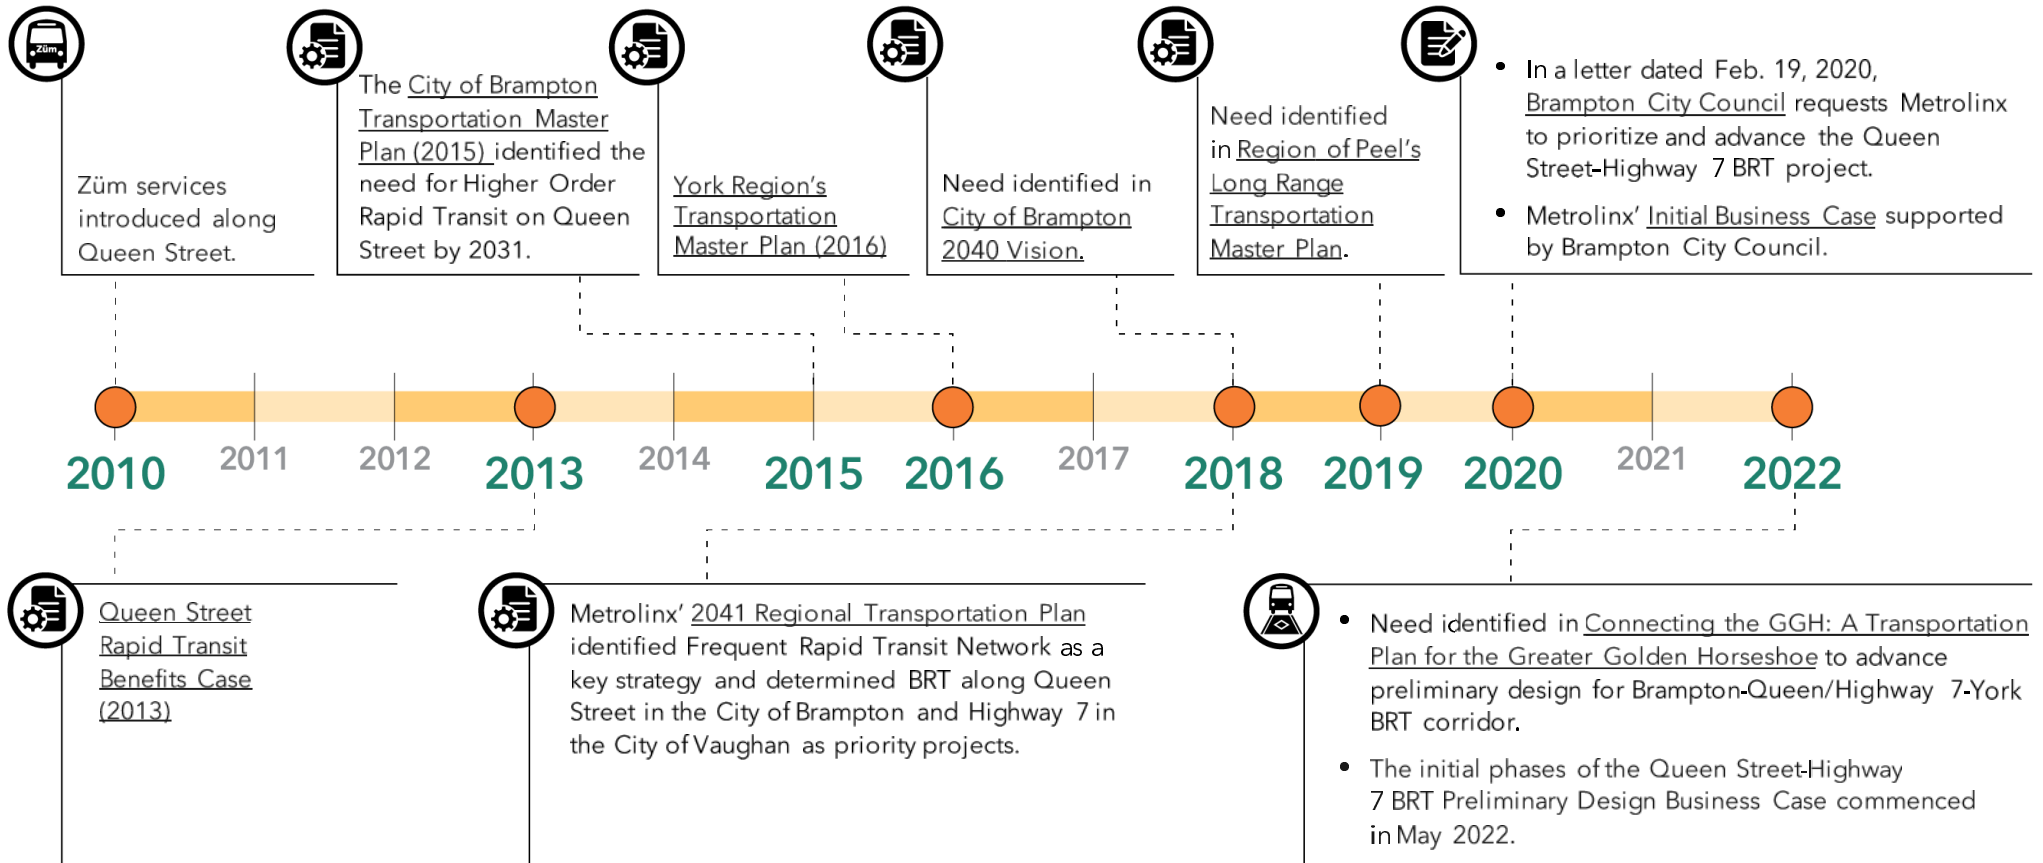 Züm
Züm services
introduced along
Queen Street.
The City of Brampton
Transportation Master
Plan (2015) identified the
need for Higher Order
Rapid Transit on Queen
Street by 2031.
York Region's
Transportation
Master Plan (2016)
Need identified in
City of Brampton
2040 Vision.
Need identified
in Region of Peel's
Long Range
Transportation
Master Plan.
• In a letter dated Feb. 19, 2020,
Brampton City Council requests Metrolinx
to prioritize and advance the Queen
Street-Highway 7 BRT project.
• Metrolinx' Initial Business Case supported
by Brampton City Council.
2010 2011 2012 2013 2014 2015 2016 2017 2018 2019 2020 2021 2022
Queen Street
Rapid Transit
Benefits Case
(2013)
Metrolinx' 2041 Regional Transportation Plan
identified Frequent Rapid Transit Network as a
key strategy and determined BRT along Queen
Street in the City of Brampton and Highway 7 in
the City of Vaughan as priority projects.
• Need identified in Connecting the GGH: A Transportation
Plan for the Greater Golden Horseshoe to advance
preliminary design for Brampton-Queen/Highway 7-York
BRT corridor.
• The initial phases of the Queen Street-Highway
7 BRT Preliminary Design Business Case commenced
in May 2022.